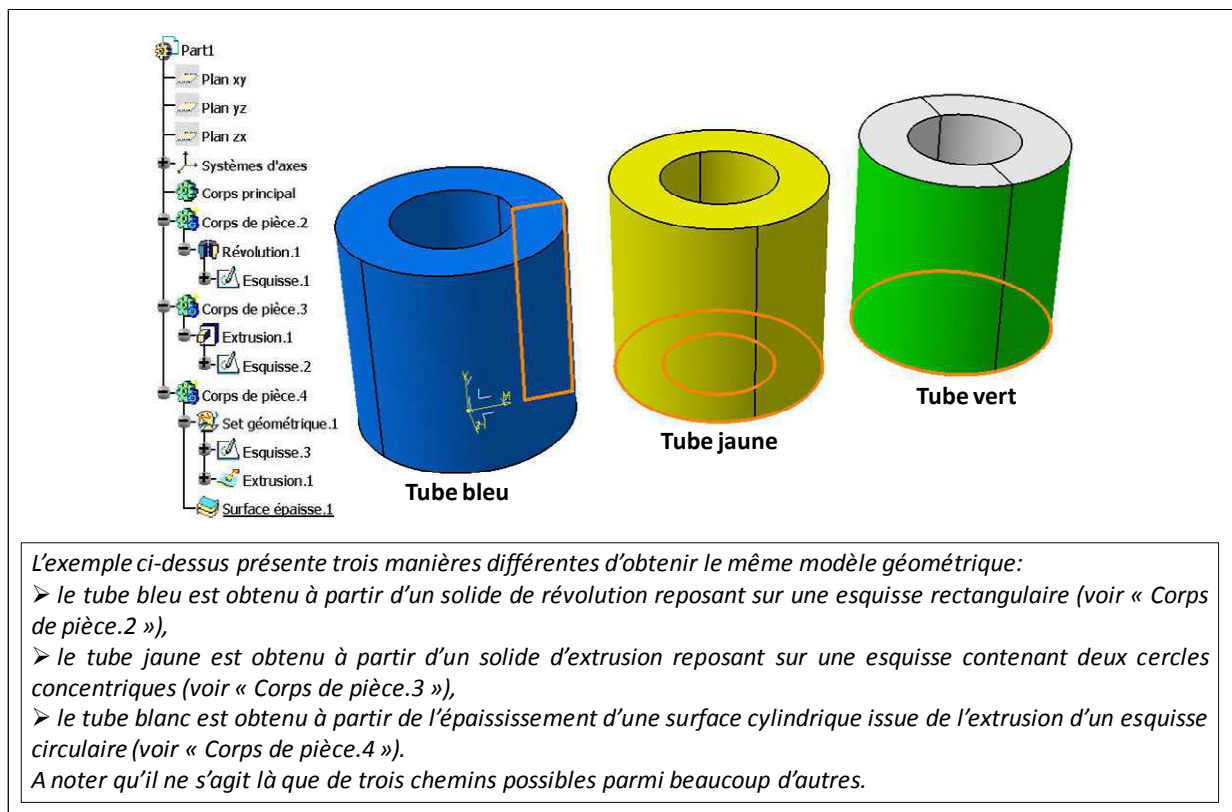 Part1
Plan xy
Plan yz
Plan zx
Systèmes d'axes
Corps principal
Corps de pièce.2
Révolution.1
Esquisse.1
Corps de pièce.3
Extrusion.1
Esquisse.2
Corps de pièce.4
Set géométrique.1
Esquisse.3
Extrusion.1
Surface épaisse.1
Tube bleu
Tube jaune
Tube vert
L'exemple ci-dessus présente trois manières différentes d'obtenir le même modèle géométrique:
➢ le tube bleu est obtenu à partir d'un solide de révolution reposant sur une esquisse rectangulaire (voir « Corps
de pièce.2 »),
➢ le tube jaune est obtenu à partir d'un solide d'extrusion reposant sur une esquisse contenant deux cercles
concentriques (voir « Corps de pièce.3 »),
➢ le tube blanc est obtenu à partir de l'épaississement d'une surface cylindrique issue de l'extrusion d'un esquisse
circulaire (voir « Corps de pièce.4 »).
A noter qu'il ne s'agit là que de trois chemins possibles parmi beaucoup d'autres.